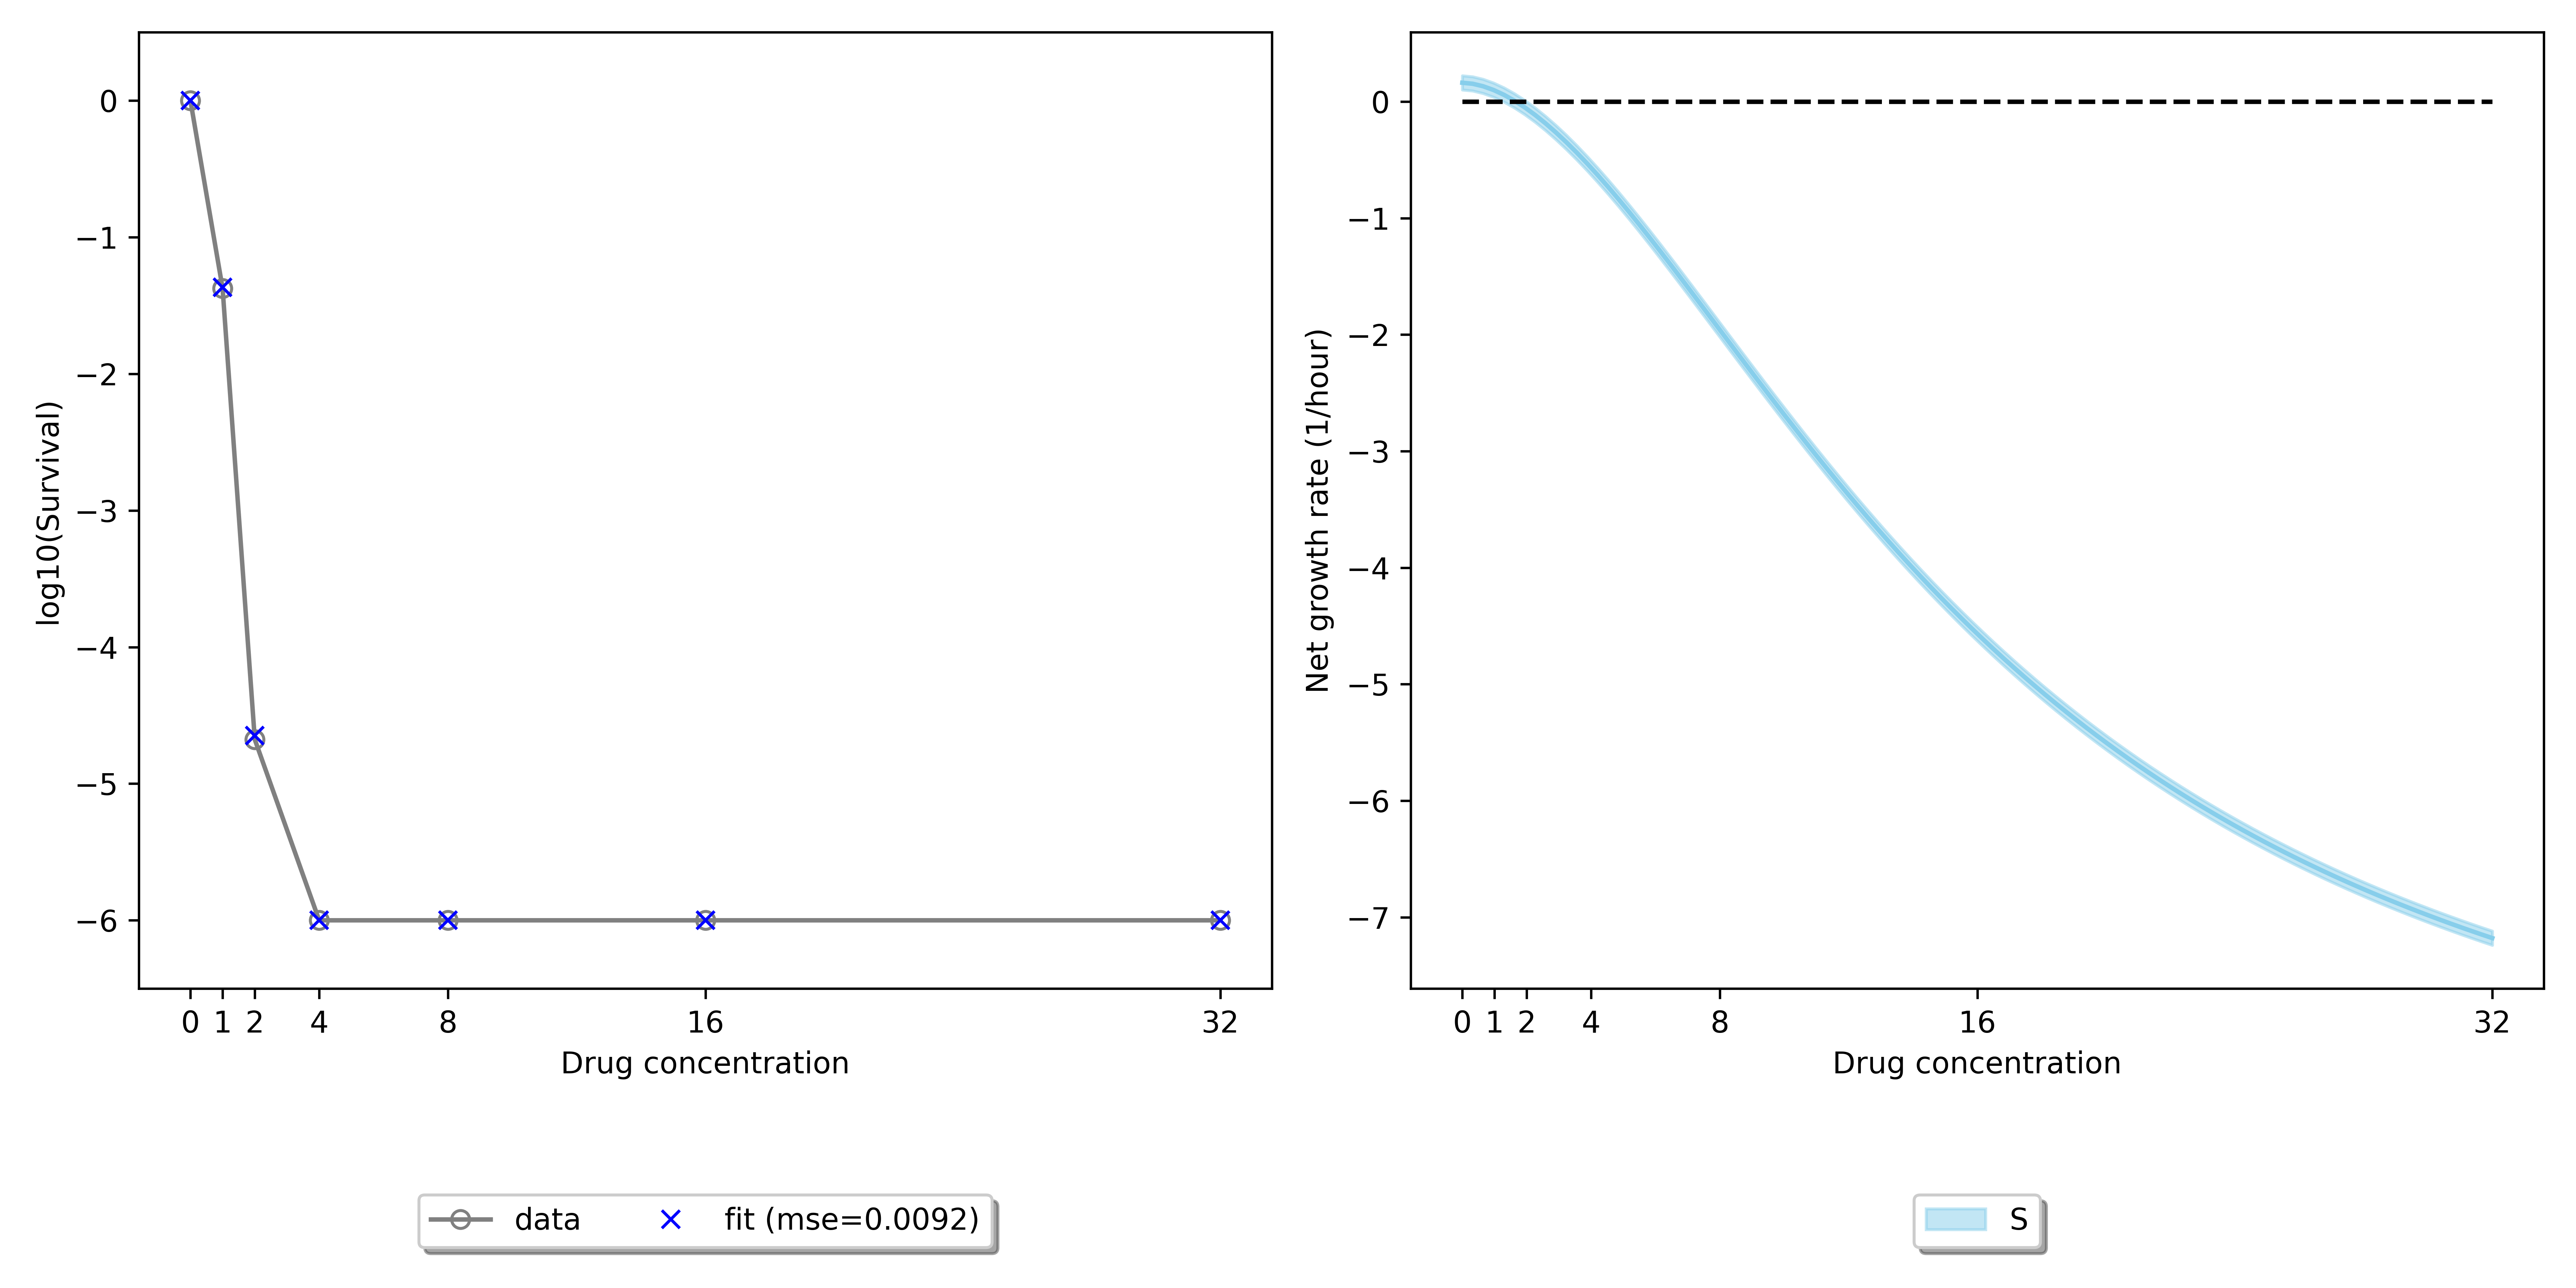 0
−1
−2
−3
−4
−5
−6
log10(Survival)
0 1 2 4 8 16 32
Drug concentration
data fit (mse=0.0092)
0
−1
−2
−3
−4
−5
−6
−7
Net growth rate (1/hour)
0 1 2 4 8 16 32
Drug concentration
S